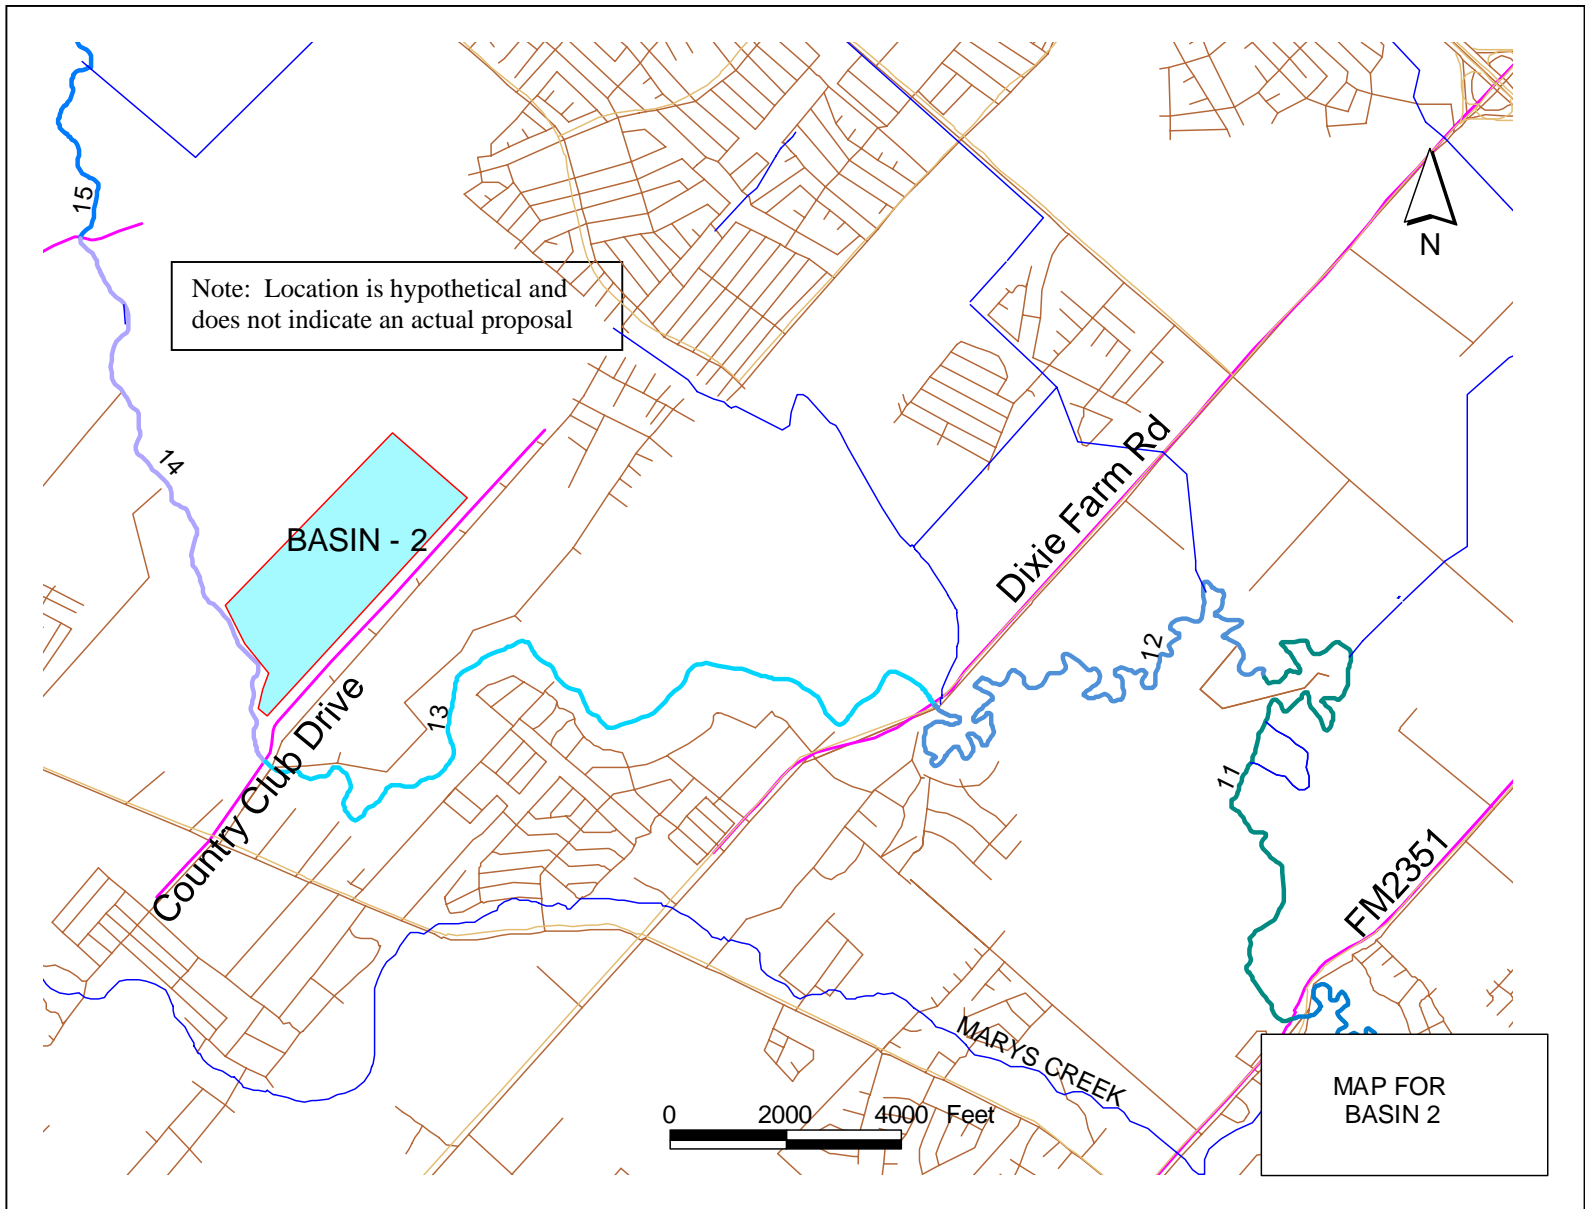 15
N
Note: Location is hypothetical and
does not indicate an actual proposal
14
BASIN - 2
Dixie Farm Rd
12
13
Country Club Drive
11
FM2351
MARYS CREEK
0 2000 4000 Feet
MAP FOR
BASIN 2